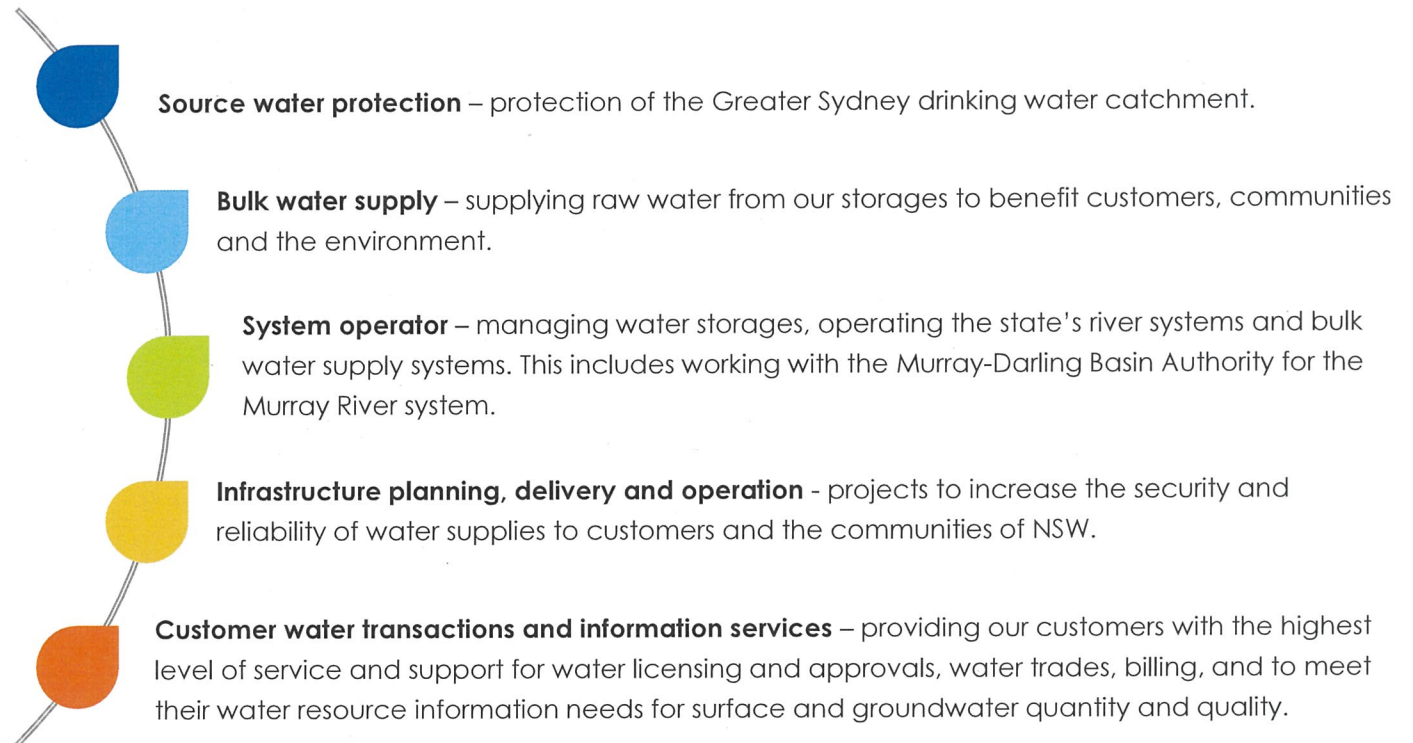 Source water protection – protection of the Greater Sydney drinking water catchment.
Bulk water supply – supplying raw water from our storages to benefit customers, communities
and the environment.
System operator – managing water storages, operating the state's river systems and bulk
water supply systems. This includes working with the Murray-Darling Basin Authority for the
Murray River system.
Infrastructure planning, delivery and operation - projects to increase the security and
reliability of water supplies to customers and the communities of NSW.
Customer water transactions and information services – providing our customers with the highest
level of service and support for water licensing and approvals, water trades, billing, and to meet
their water resource information needs for surface and groundwater quantity and quality.